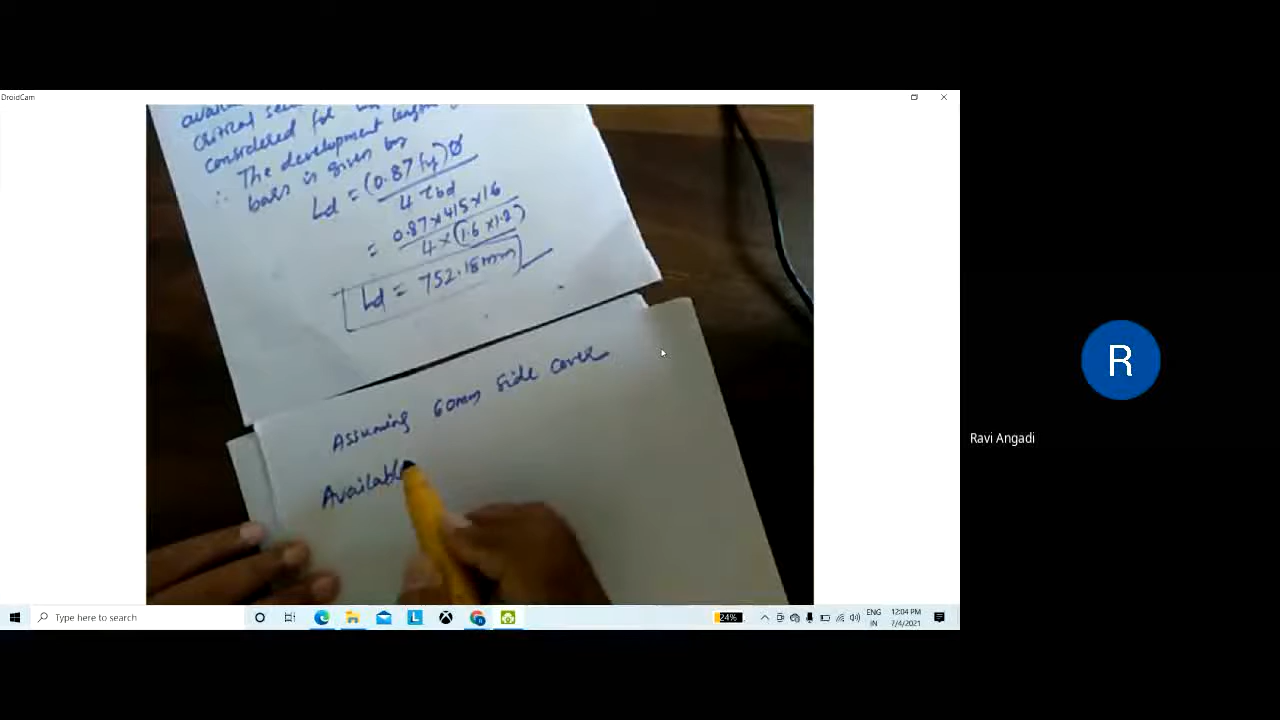 DroidCam
critical
considered for
∴ The development length
bars is given by
Ld = (0.87 fy) Ø / 4 τbd
= 0.87 x 415 x 16 / 4 x (1.6 x 1.2)
Ld = 752.18mm
Assuming 60mm side cover
Available
R
Ravi Angadi
Type here to search
24%
ENG
IN
12:04 PM
7/4/2021